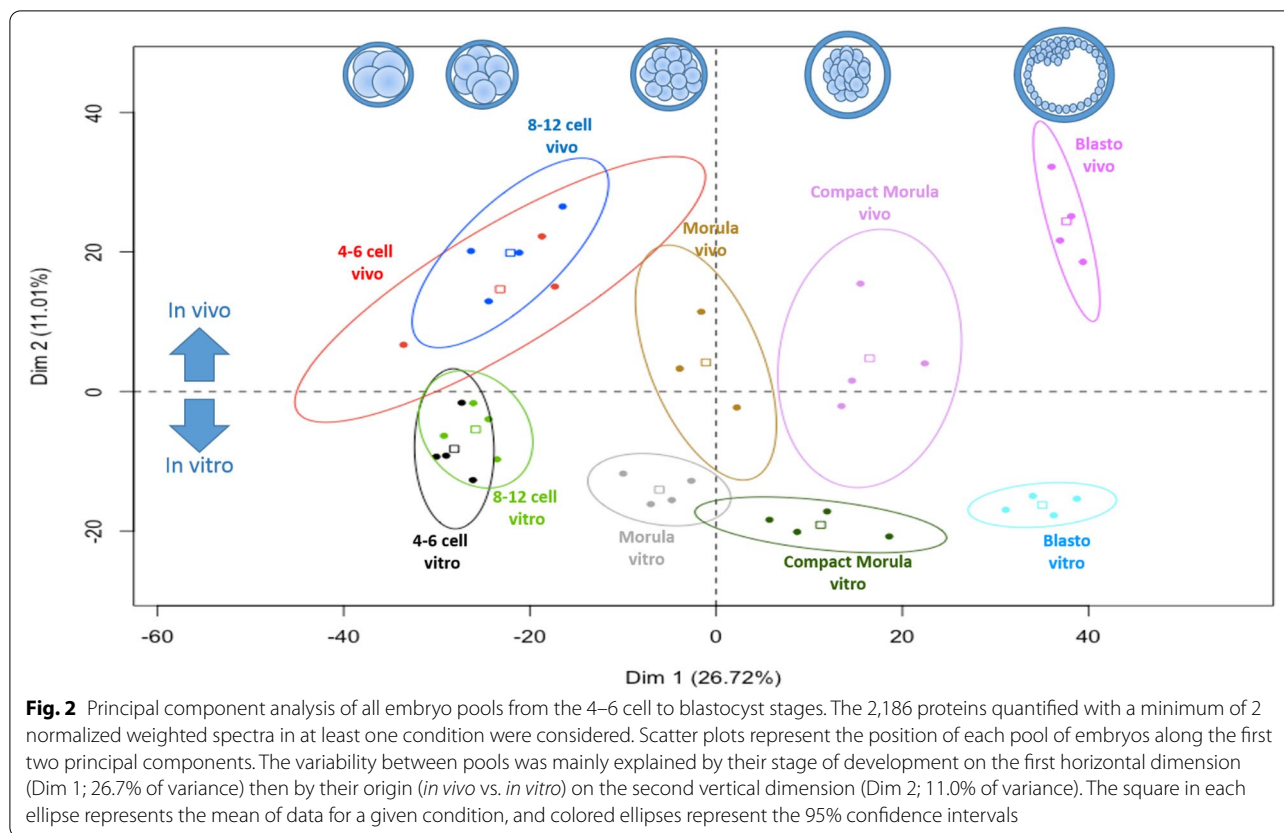 40
20
0
-20
Dim 2 (11.01%)
8-12 cell
vivo
4-6 cell
vivo
Morula
vivo
Compact Morula
vivo
Blasto
vivo
In vivo
In vitro
8-12 cell
vitro
4-6 cell
vitro
Morula
vitro
Compact Morula
vitro
Blasto
vitro
-60 -40 -20 0 20 40
Dim 1 (26.72%)
Fig. 2 Principal component analysis of all embryo pools from the 4–6 cell to blastocyst stages. The 2,186 proteins quantified with a minimum of 2
normalized weighted spectra in at least one condition were considered. Scatter plots represent the position of each pool of embryos along the first
two principal components. The variability between pools was mainly explained by their stage of development on the first horizontal dimension
(Dim 1; 26.7% of variance) then by their origin (in vivo vs. in vitro) on the second vertical dimension (Dim 2; 11.0% of variance). The square in each
ellipse represents the mean of data for a given condition, and colored ellipses represent the 95% confidence intervals